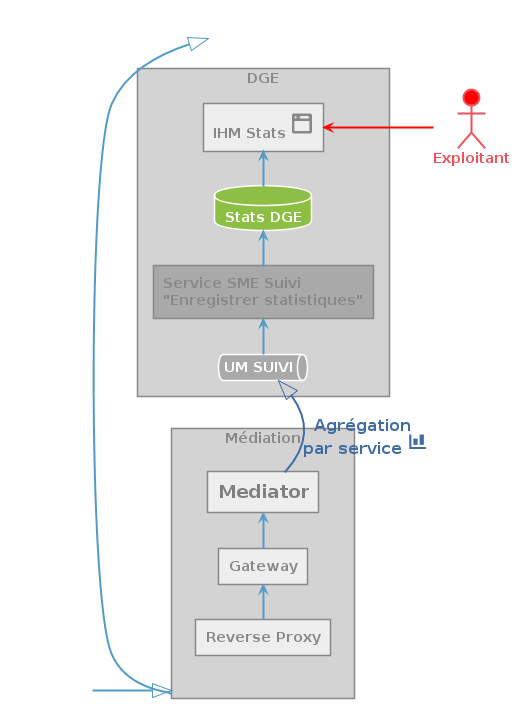 DGE
IHM Stats
Exploitant
Stats DGE
Service SME Suivi
"Enregistrer statistiques"
UM SUIVI
Agrégation
par service
Médiation
Mediator
Gateway
Reverse Proxy